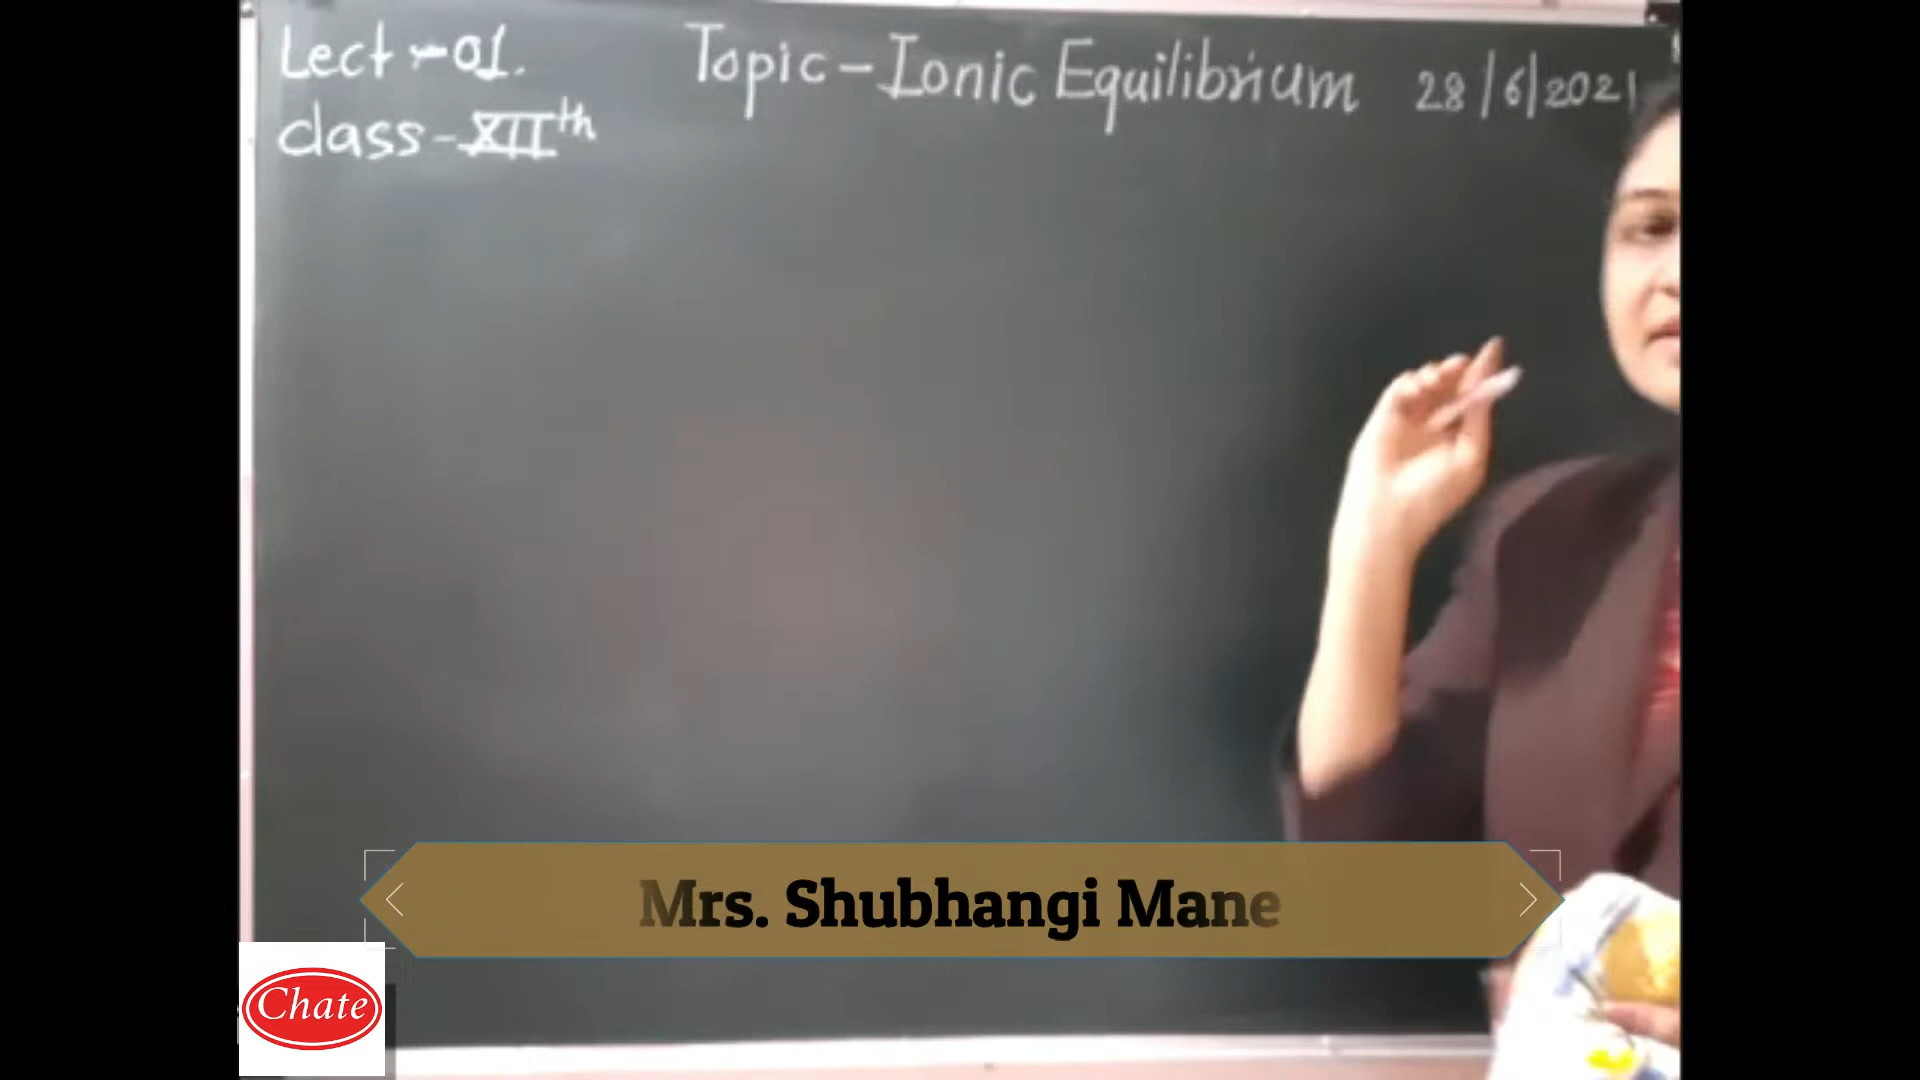 Lect :- 01.
Topic - Ionic Equilibrium 28/6/2021
class - XIIth
Mrs. Shubhangi Mane
Chate